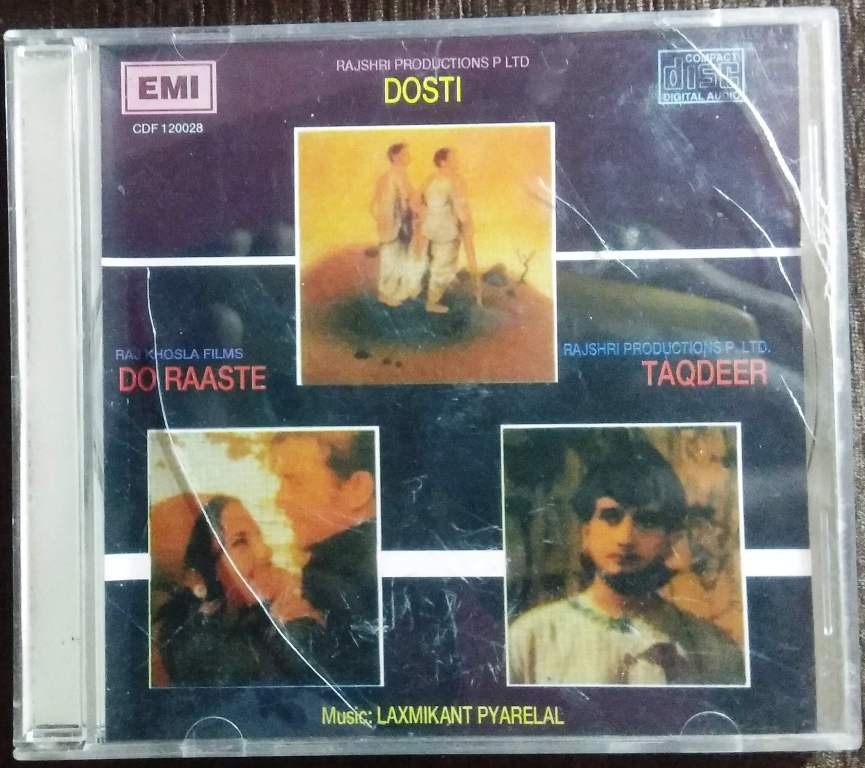 RAJSHRI PRODUCTIONS P LTD
DOSTI
EMI
CDF 120028
COMPACT
disc
DIGITAL AUDIO
RAJ KHOSLA FILMS
DO RAASTE
RAJSHRI PRODUCTIONS P. LTD.
TAQDEER
Music: LAXMIKANT PYARELAL